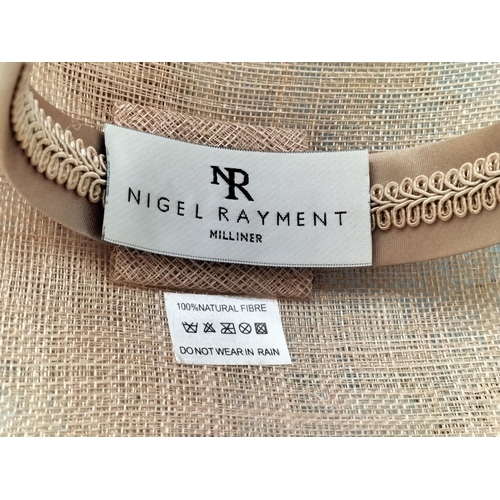 NR
NIGEL RAYMENT
MILLINER
100%NATURAL FIBRE
DO NOT WEAR IN RAIN